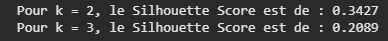 Pour k = 2, le Silhouette Score est de : 0.3427
Pour k = 3, le Silhouette Score est de : 0.2089